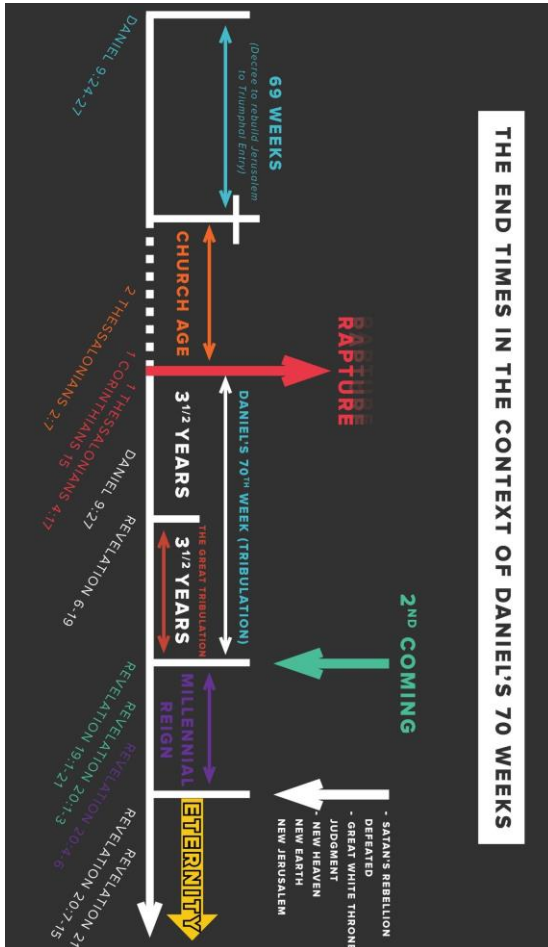 THE END TIMES IN THE CONTEXT OF DANIEL'S 70 WEEKS
69 WEEKS
(Decree to rebuild Jerusalem
to Triumphal Entry)
CHURCH AGE
RAPTURE
DANIEL'S 70TH WEEK (TRIBULATION)
3 1/2 YEARS
THE GREAT TRIBULATION
3 1/2 YEARS
2ND COMING
MILLENNIAL
REIGN
- SATAN'S REBELLION
DEFEATED
- GREAT WHITE THRONE
JUDGMENT
- NEW HEAVEN
NEW EARTH
NEW JERUSALEM
ETERNITY
DANIEL 9:24-27
2 THESSALONIANS 2:7
1 THESSALONIANS 4:17
1 CORINTHIANS 15
DANIEL 9:27
REVELATION 6-19
REVELATION 19:1-21
REVELATION 20:1-3
REVELATION 20:4-6
REVELATION 20:7-15
REVELATION 21